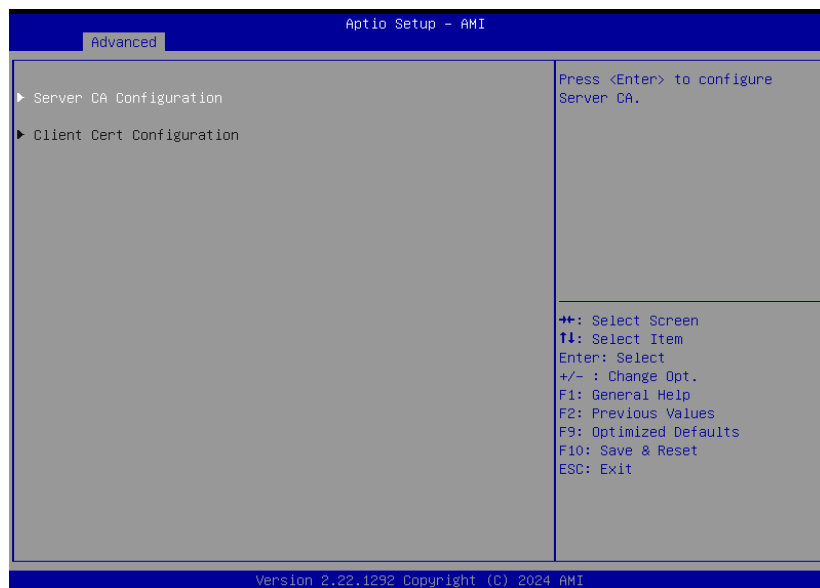 Aptio Setup – AMI
Advanced
► Server CA Configuration
► Client Cert Configuration
Press <Enter> to configure
Server CA.
→←: Select Screen
↑↓: Select Item
Enter: Select
+/- : Change Opt.
F1: General Help
F2: Previous Values
F9: Optimized Defaults
F10: Save & Reset
ESC: Exit
Version 2.22.1292 Copyright (C) 2024 AMI